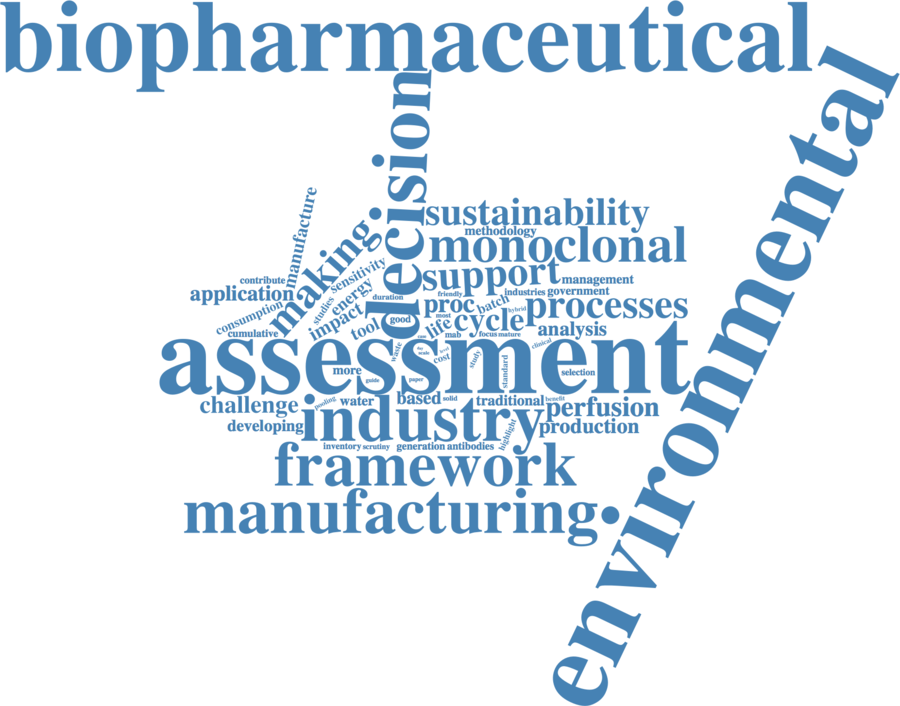 biopharmaceutical
environmental
decision
manufacture
making.
sustainability
methodology
monoclonal
contribute
sensitivity
support
management
application
energy
duration
friendly
industries government
studies
consumption
impact
tool
good
proc
batch
hybrid
processes
most
life cycle
cumulative
mab
focus mature
analysis
clinical
assessment
waste
day
scale
level
cost
study
standard
more
guide
paper
selection
challenge
pooling
water
based
solid
traditional
benefit
perfusion
developing
industry
highlight
production
inventory
scrutiny
generation antibodies
framework
manufacturing.